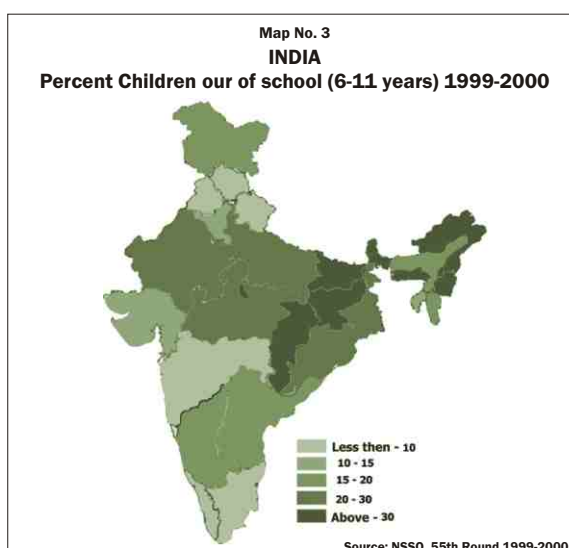 Map No. 3
INDIA
Percent Children our of school (6-11 years) 1999-2000
Less then - 10
10 - 15
15 - 20
20 - 30
Above - 30
Source: NSSO, 55th Round 1999-2000